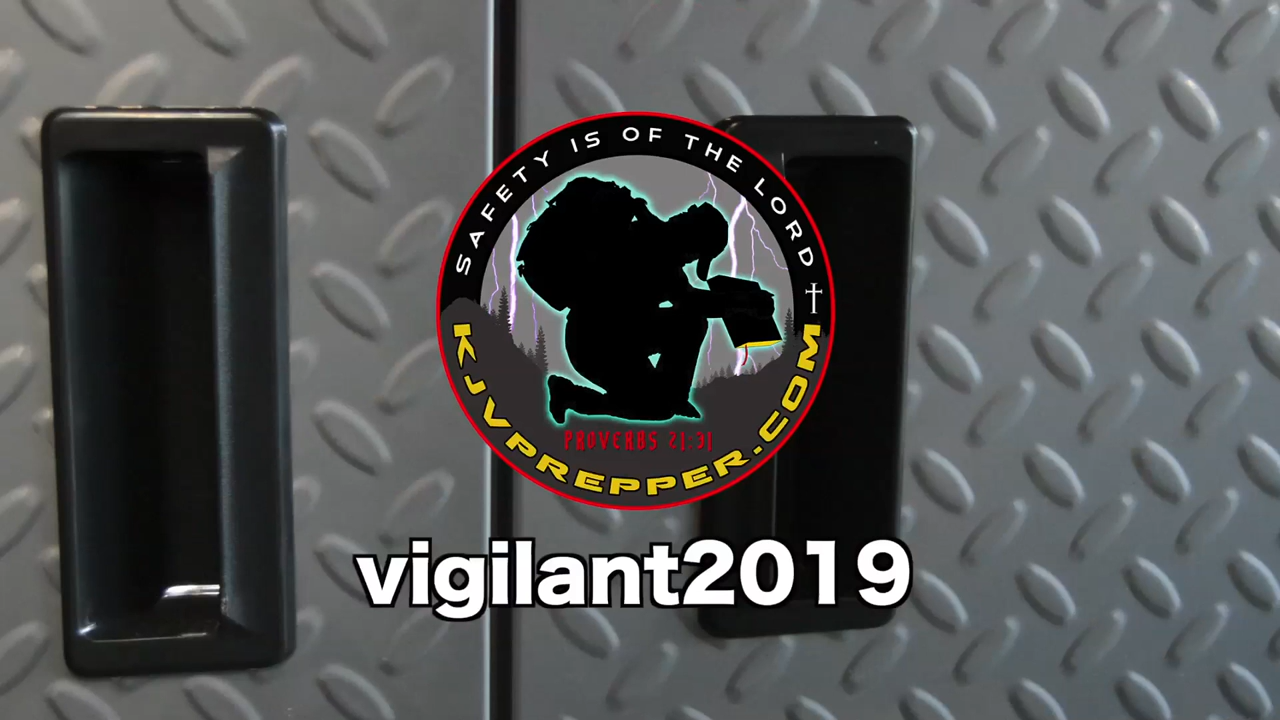 SAFETY IS OF THE LORD
PROVERBS 21:31
KJVPREPPER.COM
vigilant2019